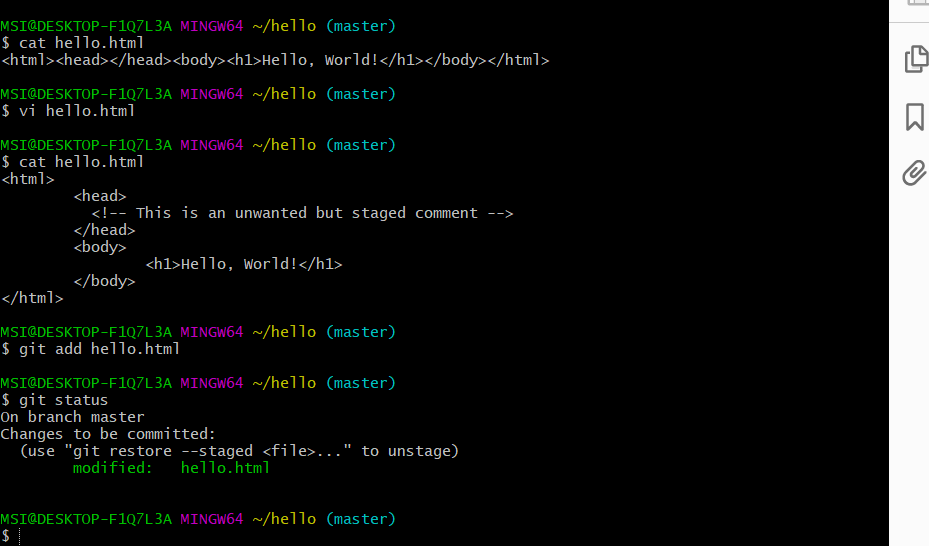 MSI@DESKTOP-F1Q7L3A MINGW64 ~/hello (master)
$ cat hello.html
<html><head></head><body><h1>Hello, World!</h1></body></html>

MSI@DESKTOP-F1Q7L3A MINGW64 ~/hello (master)
$ vi hello.html

MSI@DESKTOP-F1Q7L3A MINGW64 ~/hello (master)
$ cat hello.html
<html>
        <head>
          <!-- This is an unwanted but staged comment -->
        </head>
        <body>
                <h1>Hello, World!</h1>
        </body>
</html>

MSI@DESKTOP-F1Q7L3A MINGW64 ~/hello (master)
$ git add hello.html

MSI@DESKTOP-F1Q7L3A MINGW64 ~/hello (master)
$ git status
On branch master
Changes to be committed:
  (use "git restore --staged <file>..." to unstage)
        modified:   hello.html


MSI@DESKTOP-F1Q7L3A MINGW64 ~/hello (master)
$